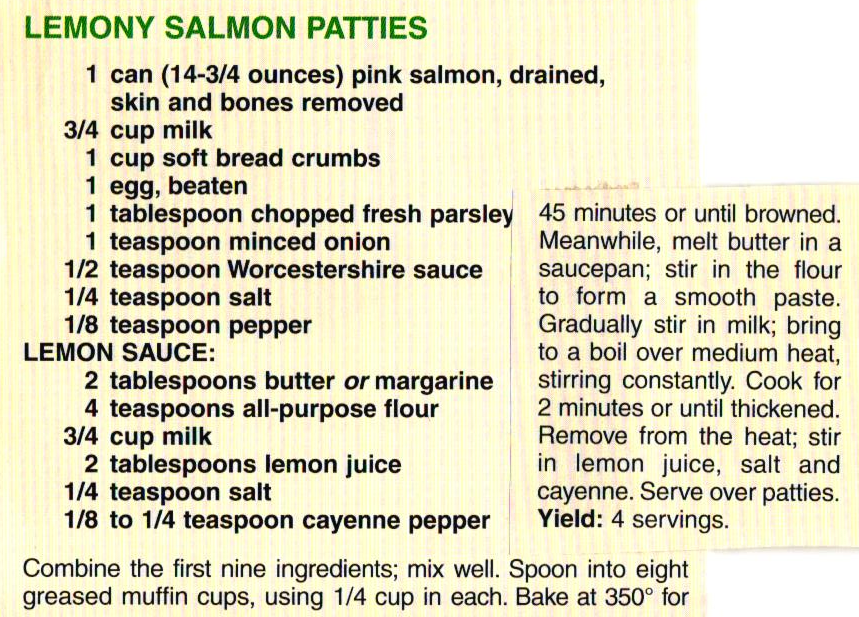 LEMONY SALMON PATTIES
1 can (14-3/4 ounces) pink salmon, drained,
skin and bones removed
3/4 cup milk
1 cup soft bread crumbs
1 egg, beaten
1 tablespoon chopped fresh parsley
1 teaspoon minced onion
1/2 teaspoon Worcestershire sauce
1/4 teaspoon salt
1/8 teaspoon pepper
LEMON SAUCE:
2 tablespoons butter or margarine
4 teaspoons all-purpose flour
3/4 cup milk
2 tablespoons lemon juice
1/4 teaspoon salt
1/8 to 1/4 teaspoon cayenne pepper
Combine the first nine ingredients; mix well. Spoon into eight
greased muffin cups, using 1/4 cup in each. Bake at 350° for
45 minutes or until browned.
Meanwhile, melt butter in a
saucepan; stir in the flour
to form a smooth paste.
Gradually stir in milk; bring
to a boil over medium heat,
stirring constantly. Cook for
2 minutes or until thickened.
Remove from the heat; stir
in lemon juice, salt and
cayenne. Serve over patties.
Yield: 4 servings.